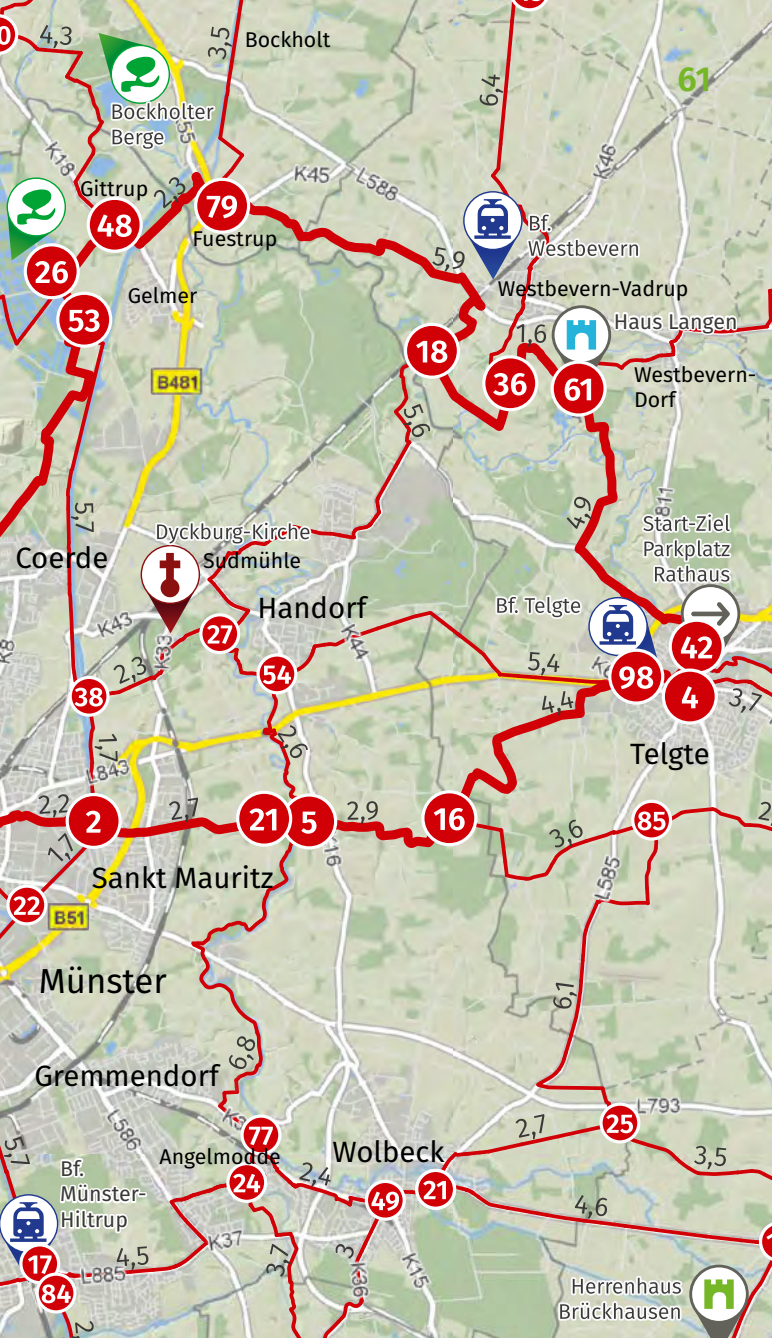 4,3
3,5
Bockholt
6,4
61
Bockholter
Berge
K18
K46
K45
L588
Gittrup
2,3
79
48
Fuestrup
Bf.
Westbevern
5,9
26
Gelmer
Westbevern-Vadrup
53
Haus Langen
1,6
18
36
61
Westbevern-
Dorf
B481
5,6
5,7
4,9
Start-Ziel
Parkplatz
Rathaus
Dyckburg-Kirche
Sudmühle
Coerde
Handorf
Bf. Telgte
K43
K33
27
K44
42
2,3
54
5,4
98
38
4,4
4
3,7
1,7
2,6
Telgte
L843
2,2
2
2,7
21
5
2,9
16
3,6
85
1,7
Sankt Mauritz
L585
22
B51
Münster
6,1
6,8
Gremmendorf
L586
L793
77
2,7
25
Angelmodde
Wolbeck
5,7
Bf.
Münster-
Hiltrup
24
2,4
49
21
3,5
4,6
K37
17
4,5
L885
3,7
3
K36
K15
84
Herrenhaus
Brückhausen